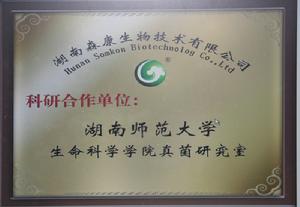 湖南森康生物技术有限公司
Hunan Somkon Biotechnolog Co.,Ltd
®
科研合作单位：
湖南师范大学
生命科学学院真菌研究室